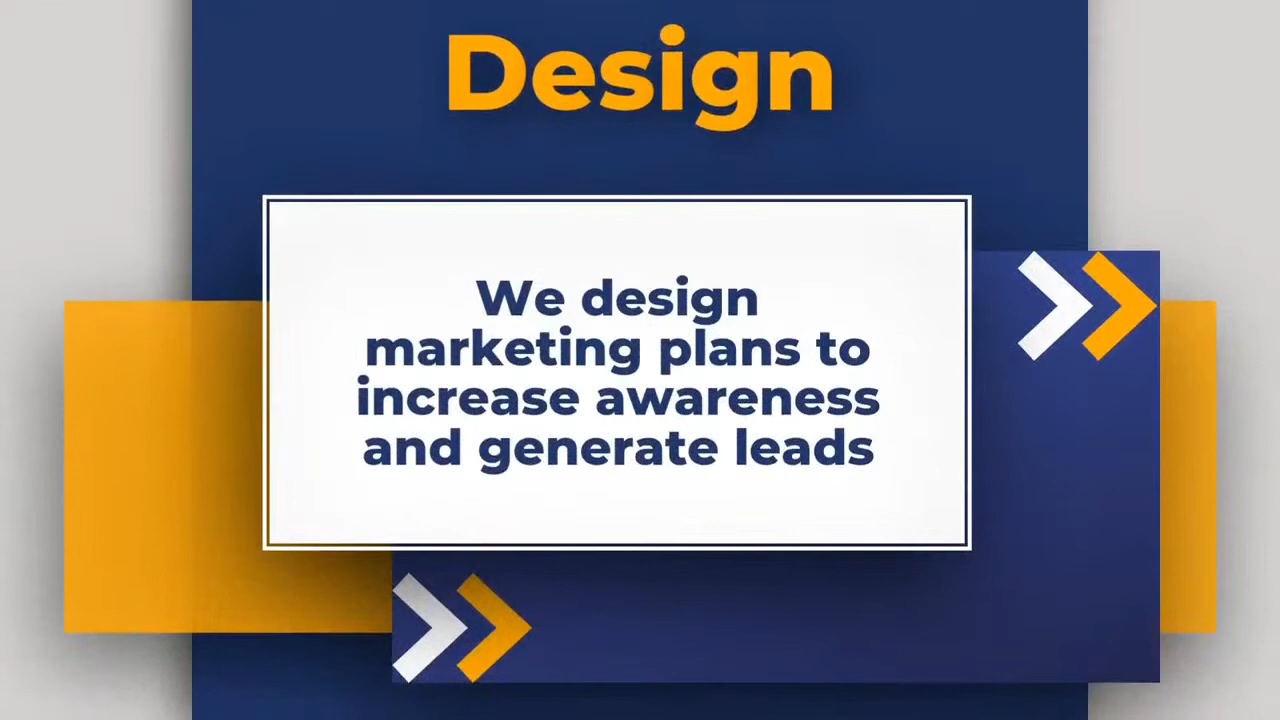 Design
We design
marketing plans to
increase awareness
and generate leads